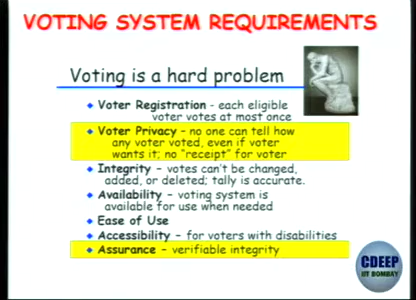 VOTING SYSTEM REQUIREMENTS
Voting is a hard problem
Voter Registration - each eligible
voter votes at most once
Voter Privacy – no one can tell how
any voter voted, even if voter
wants it; no "receipt" for voter
Integrity – votes can't be changed,
added, or deleted; tally is accurate.
Availability – voting system is
available for use when needed
Ease of Use
Accessibility – for voters with disabilities
Assurance – verifiable integrity
CDEEP
IIT BOMBAY